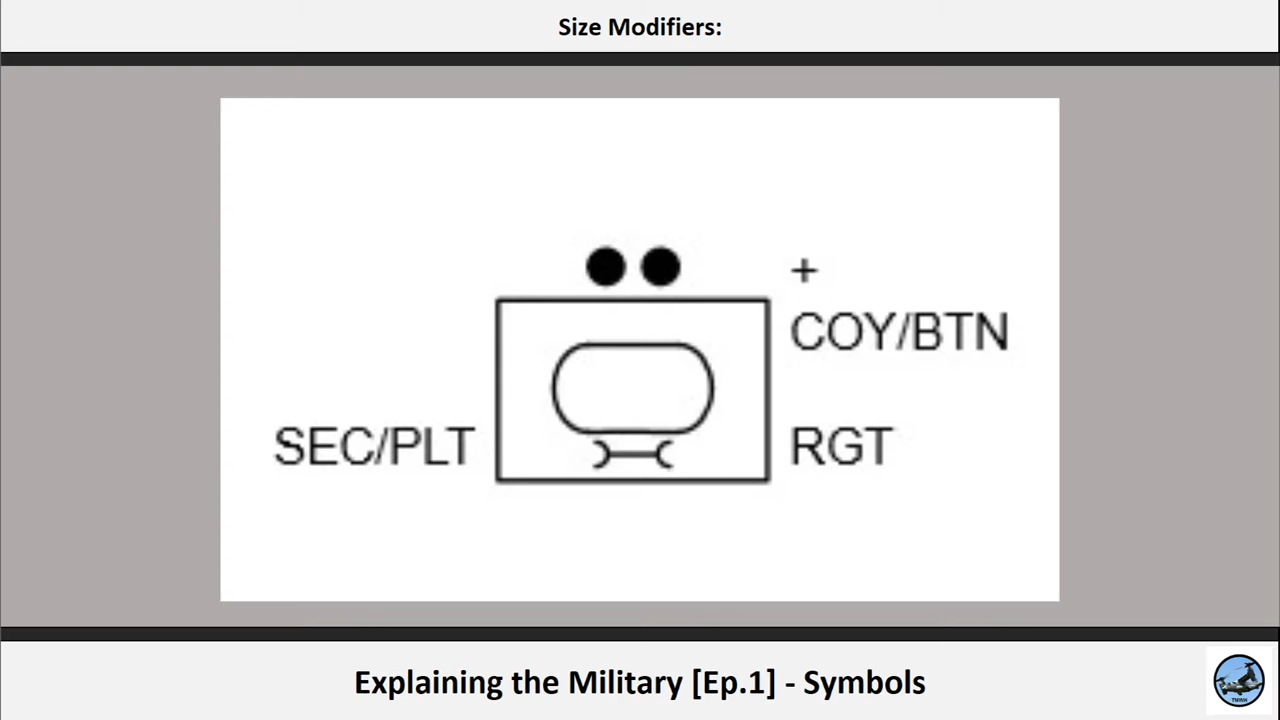 Size Modifiers:
+
COY/BTN
SEC/PLT
RGT
Explaining the Military [Ep.1] - Symbols